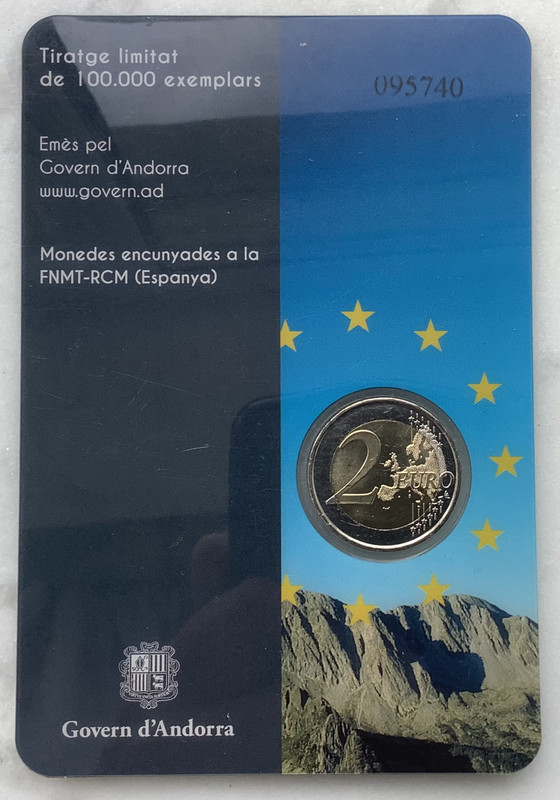 Tiratge limitat
de 100.000 exemplars
095740
Emès pel
Govern d'Andorra
www.govern.ad
Monedes encunyades a la
FNMT-RCM (Espanya)
2 EURO
Govern d'Andorra